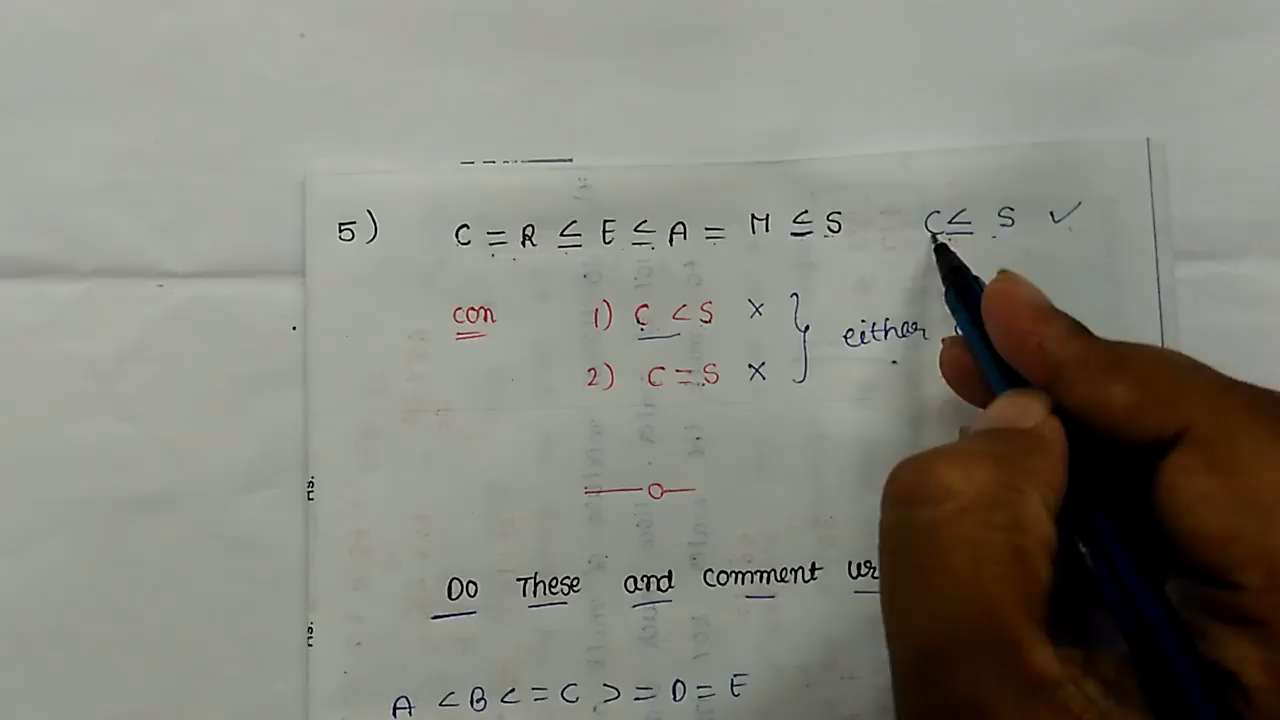 5) C = R ≤ E ≤ A = M ≤ S C ≤ S ✓
con 1) C < S × } either
2) C = S ×
Do These and comment
A < B < = C > = D = E